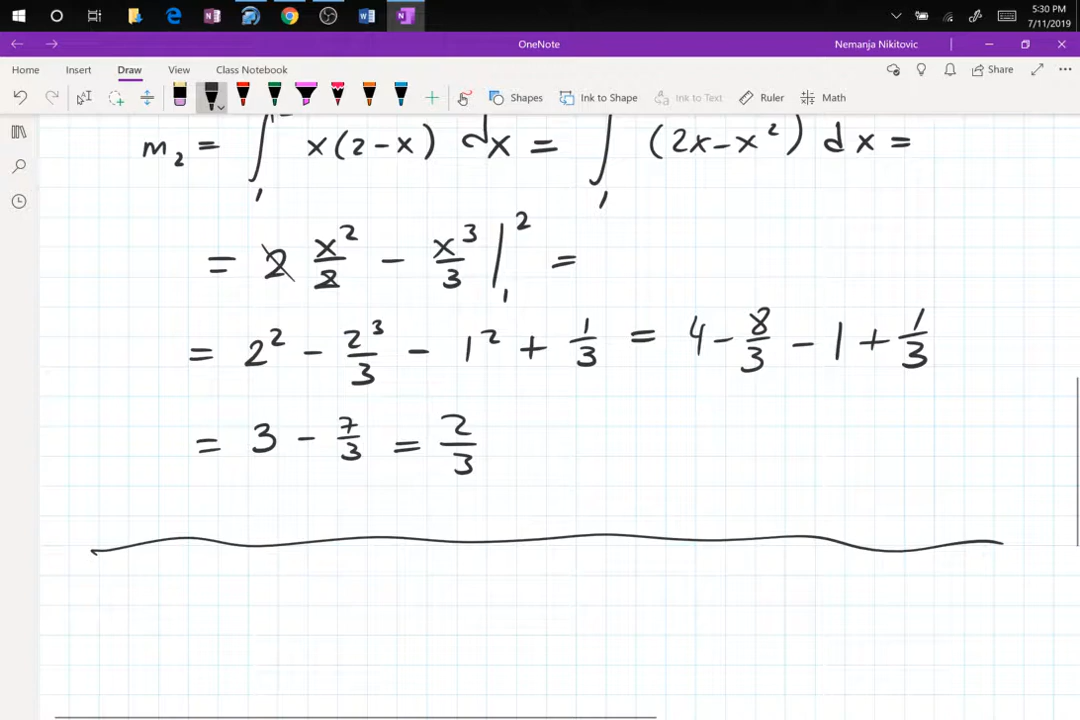 5:30 PM
7/11/2019
OneNote
Nemanja Nikitovic
Home Insert Draw View Class Notebook
Share
Shapes Ink to Shape Ink to Text Ruler Math
m₂ = ∫₁ x(2-x) dx = ∫₁ (2x-x²) dx =
= 2 x²/2 - x³/3 |₁² =
= 2² - 2³/3 - 1² + 1/3 = 4 - 8/3 - 1 + 1/3
= 3 - 7/3 = 2/3